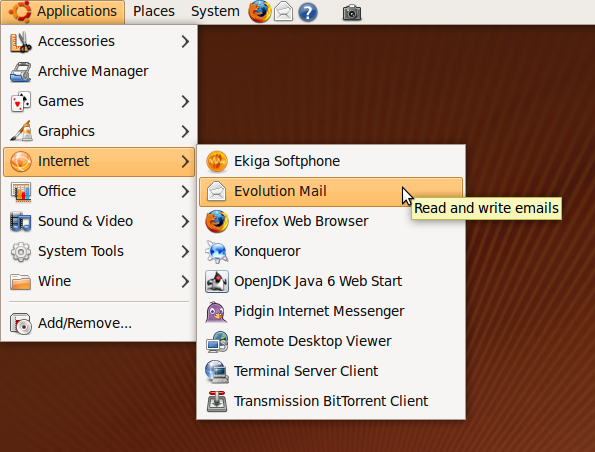 Applications Places System
Accessories
Archive Manager
Games
Graphics
Internet
Office
Sound & Video
System Tools
Wine
Add/Remove...
Ekiga Softphone
Evolution Mail
Firefox Web Browser
Konqueror
OpenJDK Java 6 Web Start
Pidgin Internet Messenger
Remote Desktop Viewer
Terminal Server Client
Transmission BitTorrent Client
Read and write emails